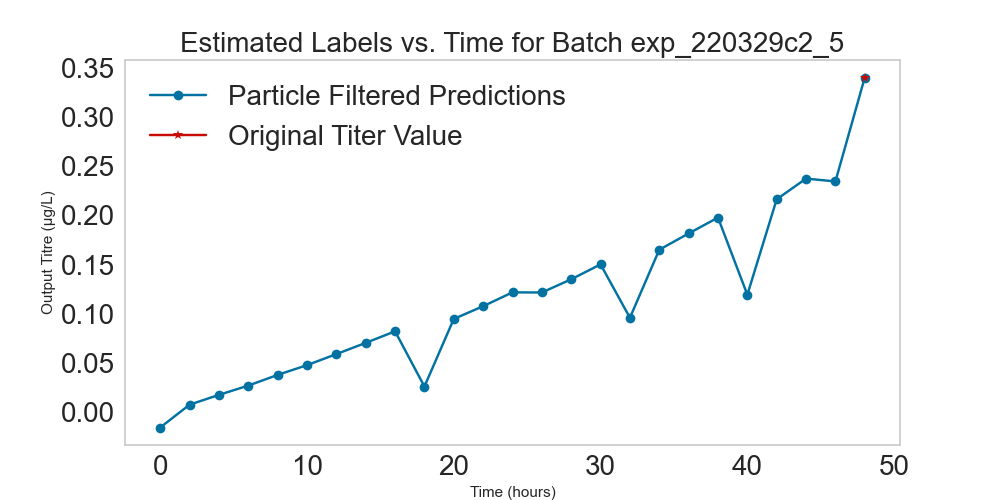 Estimated Labels vs. Time for Batch exp_220329c2_5
0.35
0.30
0.25
0.20
0.15
0.10
0.05
0.00
Output Titre (µg/L)
Particle Filtered Predictions
Original Titer Value
0 10 20 30 40 50
Time (hours)